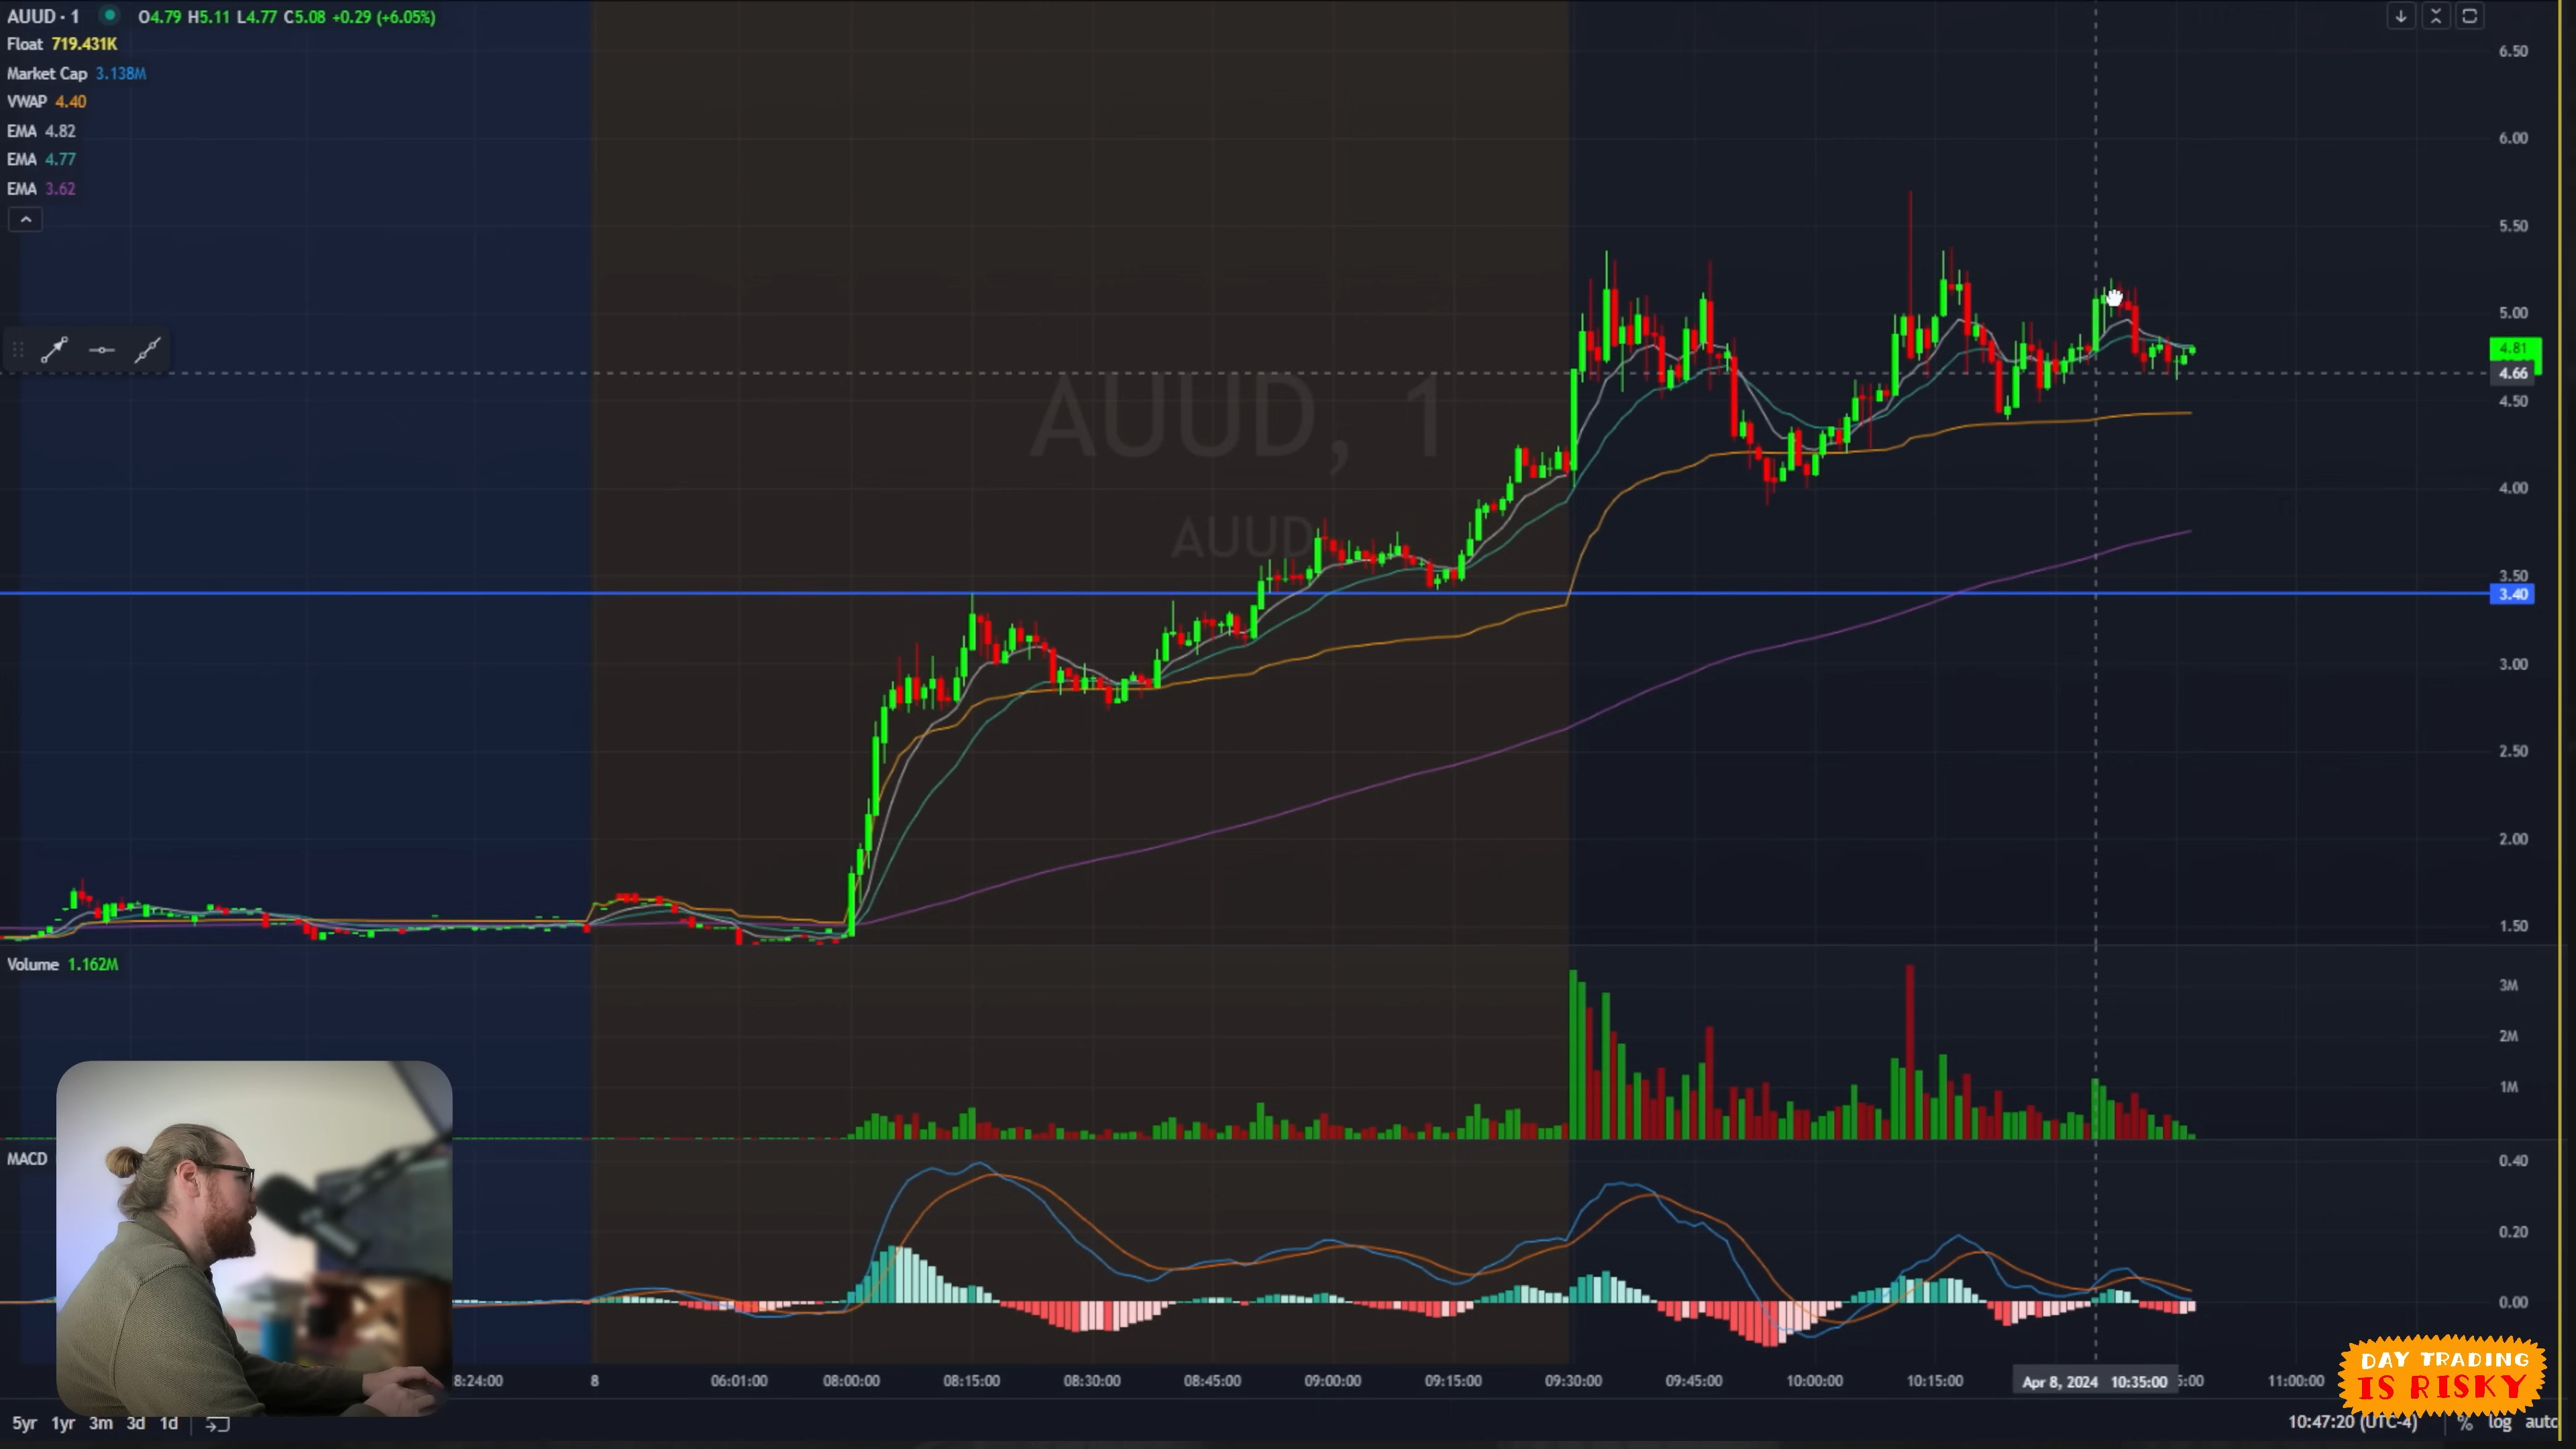 AUUD · 1 O4.79 H5.11 L4.77 C5.08 +0.29 (+6.05%)
Float 719.431K
Market Cap 3.138M
VWAP 4.40
EMA 4.82
EMA 4.77
EMA 3.62
6.50
6.00
5.50
5.00
4.81
4.66
4.50
4.00
3.50
3.40
3.00
2.50
2.00
1.50
AUUD, 1
AUUD
Volume 1.162M
3M
2M
1M
MACD
0.40
0.20
0.00
DAY TRADING
IS RISKY
8:24:00 8 06:01:00 08:00:00 08:15:00 08:30:00 08:45:00 09:00:00 09:15:00 09:30:00 09:45:00 10:00:00 10:15:00 Apr 8, 2024 10:35:00 5:00 11:00:00
5yr 1yr 3m 3d 1d 10:47:20 (UTC-4) % log auto